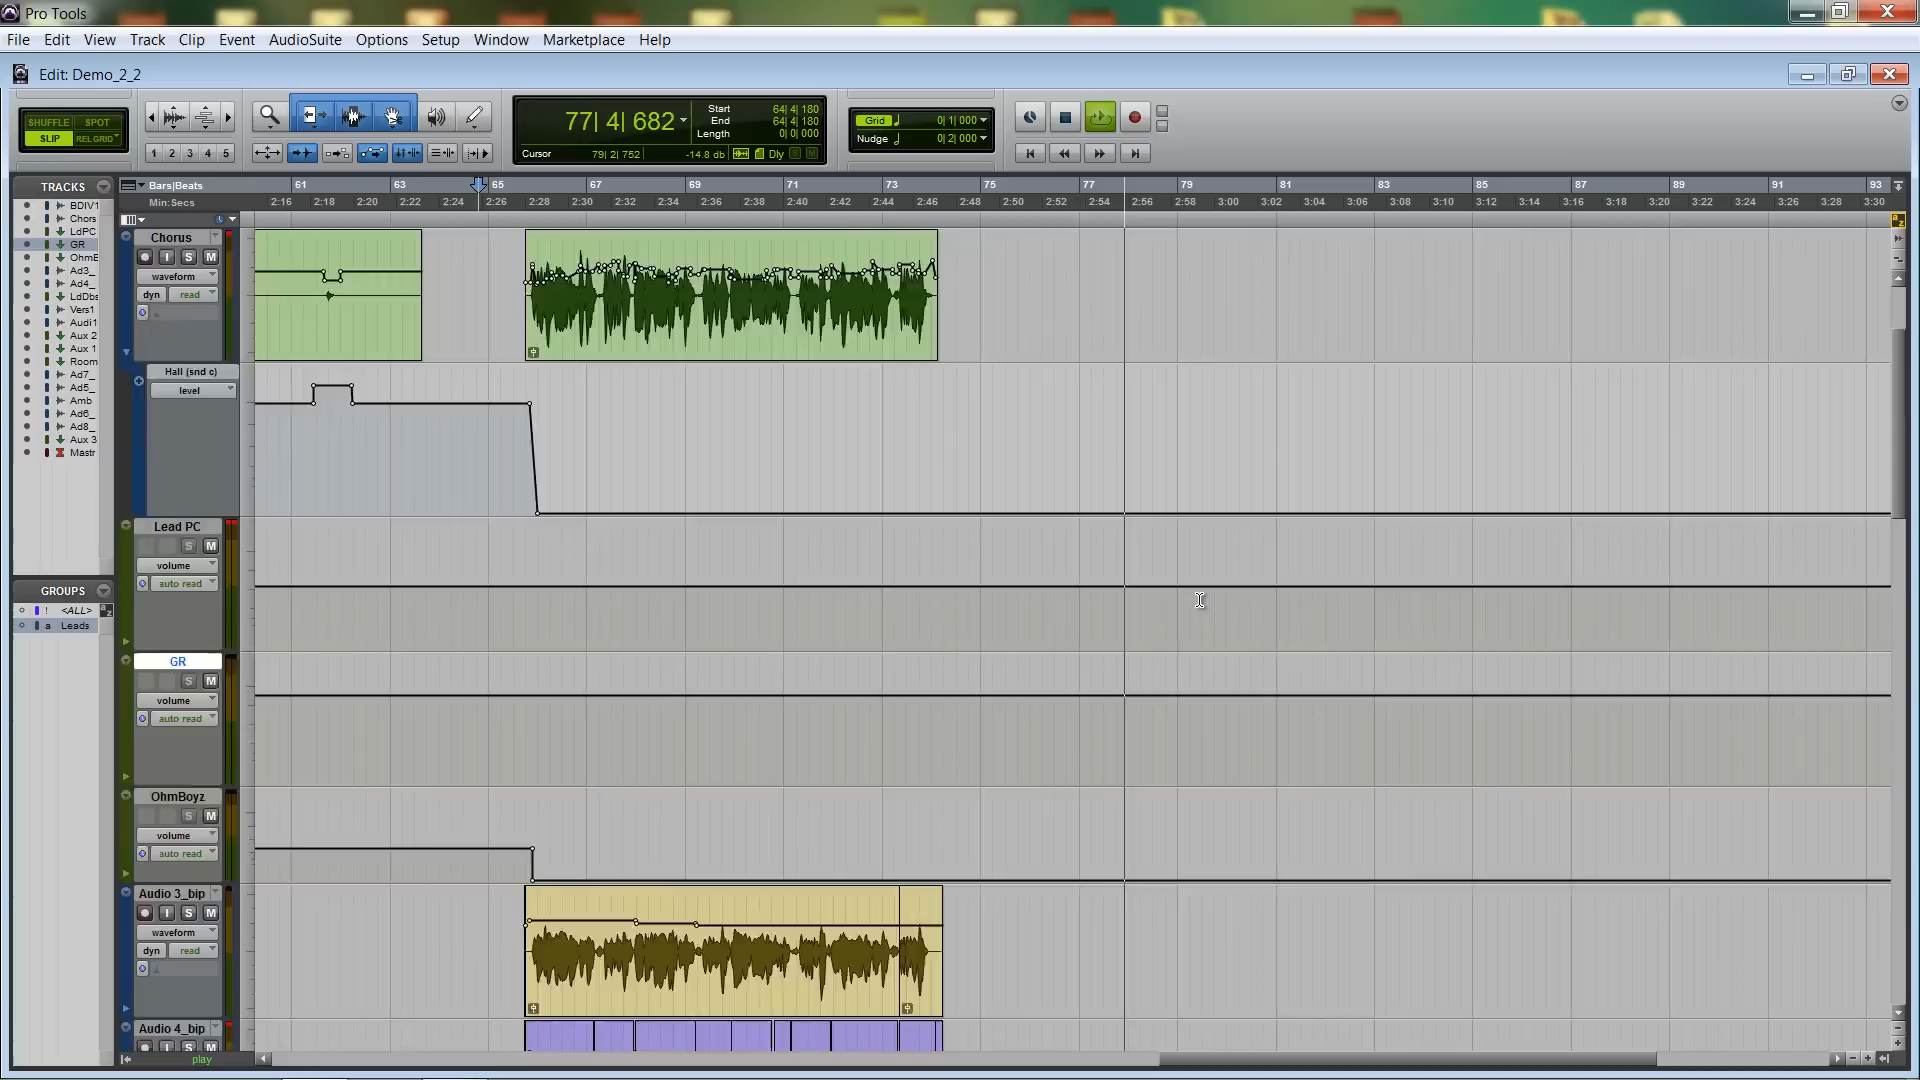 Pro Tools
File Edit View Track Clip Event AudioSuite Options Setup Window Marketplace Help
Edit: Demo_2_2
SHUFFLE SPOT
SLIP REL GRID
1 2 3 4 5
77| 4| 682
Start 64| 4| 180
End 64| 4| 180
Length 0| 0| 000
Cursor 79| 2| 752 -14.8 db Dly S M
Grid 0| 1| 000
Nudge 0| 2| 000
TRACKS
BDIV1
Chors
LdPC
GR
OhmB
Ad3_
Ad4_
LdDbs
Vers1
Audi1
Aux 2
Aux 1
Room
Ad7_
Ad5_
Amb
Ad6_
Ad8_
Aux 3
Mastr
GROUPS
! <ALL>
a Leads
Bars|Beats 61 63 65 67 69 71 73 75 77 79 81 83 85 87 89 91 93
Min:Secs 2:16 2:18 2:20 2:22 2:24 2:26 2:28 2:30 2:32 2:34 2:36 2:38 2:40 2:42 2:44 2:46 2:48 2:50 2:52 2:54 2:56 2:58 3:00 3:02 3:04 3:06 3:08 3:10 3:12 3:14 3:16 3:18 3:20 3:22 3:24 3:26 3:28 3:30
Chorus
I S M
waveform
dyn read
Hall (snd c)
level
Lead PC
S M
volume
auto read
GR
S M
volume
auto read
OhmBoyz
S M
volume
auto read
Audio 3_bip
I S M
waveform
dyn read
Audio 4_bip
I S M
play